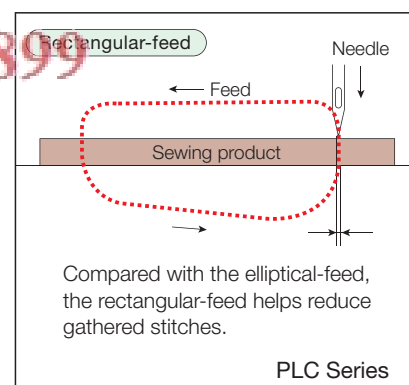 Rectangular-feed
899
Needle
Feed
Sewing product
Compared with the elliptical-feed,
the rectangular-feed helps reduce
gathered stitches.
PLC Series